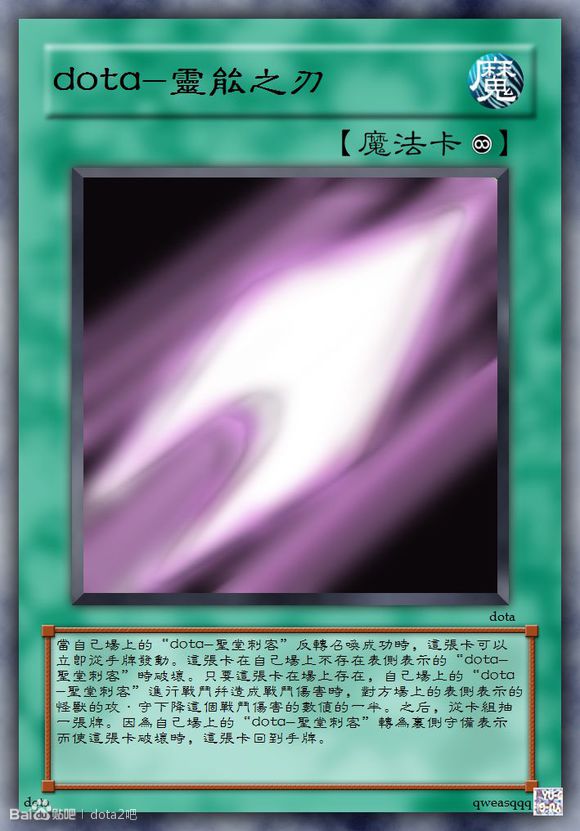 dota-靈能之刃
魔
【魔法卡♾】
dota
當自己場上的“dota-聖堂刺客”反轉召喚成功時，這張卡可以
立即從手牌發動。這張卡在自己場上不存在表側表示的“dota-
聖堂刺客”時破壞。只要這張卡在場上存在，自己場上的“dota
-聖堂刺客”進行戰鬥并造成戰鬥傷害時，對方場上的表側表示的
怪獸的攻·守下降這個戰鬥傷害的數值的一半。之后，從卡組抽
一張牌。因為自己場上的“dota-聖堂刺客”轉為裏側守備表示
而使這張卡破壞時，這張卡回到手牌。
dota
qweasqqq
Baidu贴吧 | dota2吧